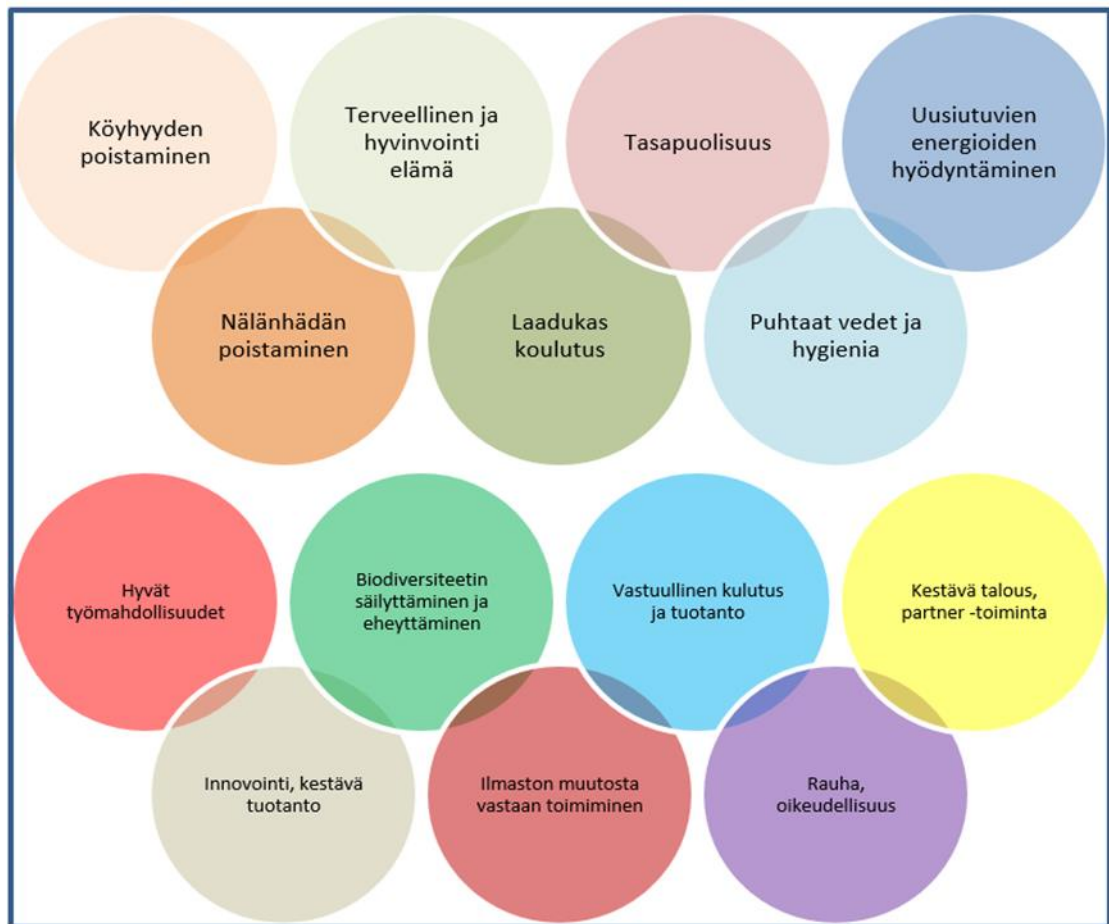 Köyhyyden
poistaminen
Terveellinen ja
hyvinvointi
elämä
Tasapuolisuus
Uusiutuvien
energioiden
hyödyntäminen
Nälänhädän
poistaminen
Laadukas
koulutus
Puhtaat vedet ja
hygienia
Hyvät
työmahdollisuudet
Biodiversiteetin
säilyttäminen ja
eheyttäminen
Vastuullinen kulutus
ja tuotanto
Kestävä talous,
partner -toiminta
Innovointi, kestävä
tuotanto
Ilmaston muutosta
vastaan toimiminen
Rauha,
oikeudellisuus